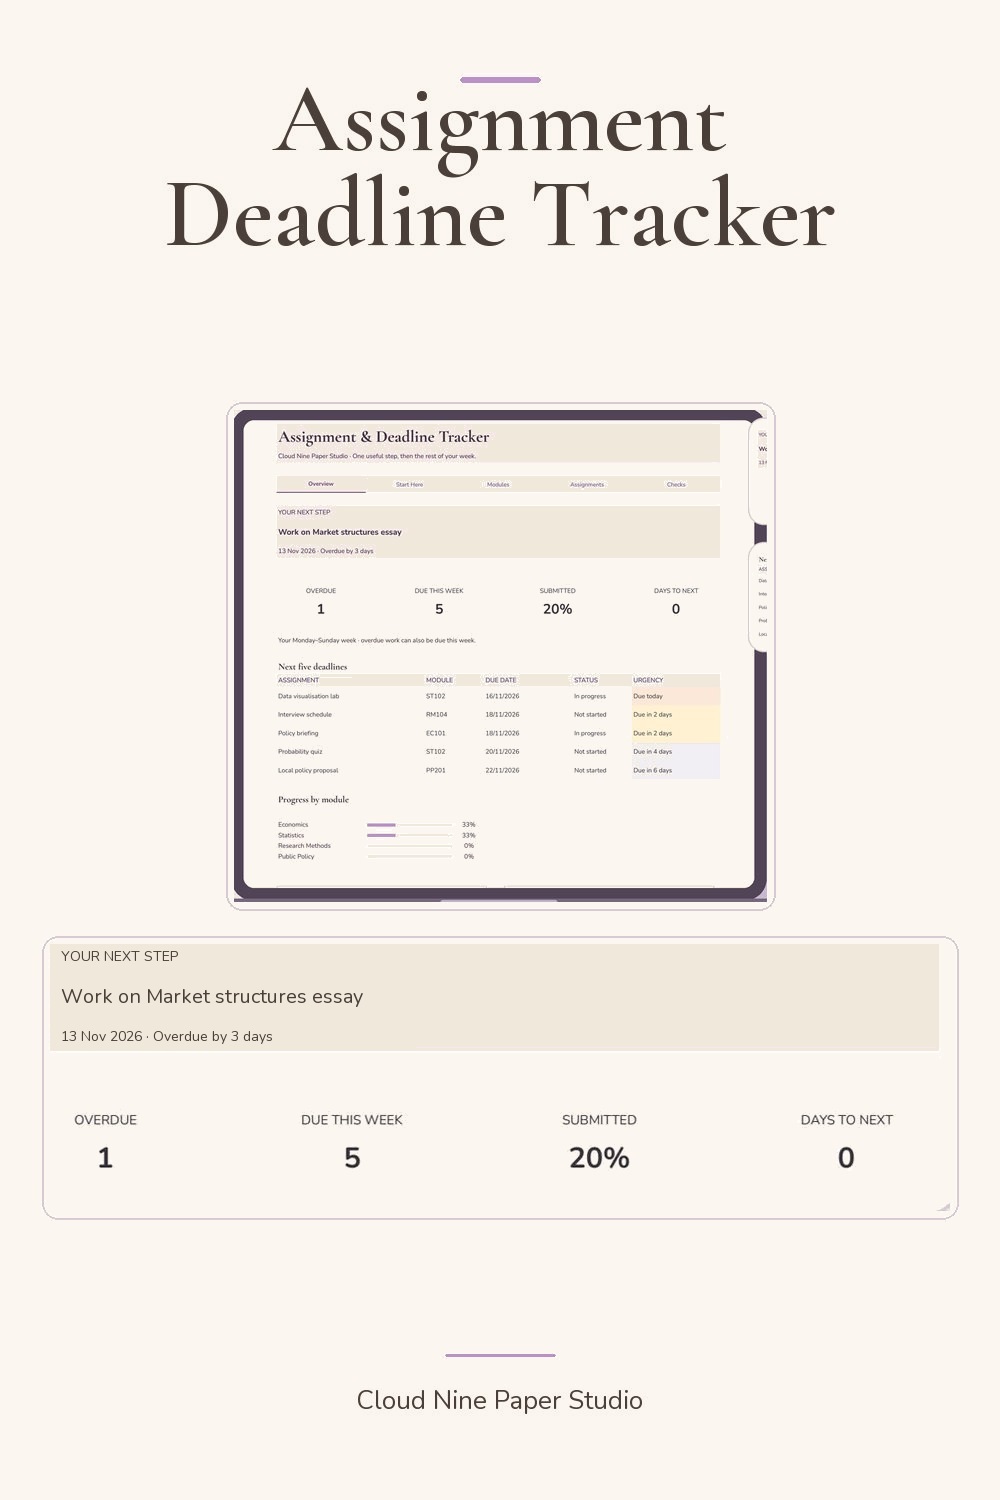 Assignment
Deadline Tracker
Assignment & Deadline Tracker
Cloud Nine Paper Studio · One useful step, then the rest of your week.
Overview Start Here Modules Assignments Checks
YOUR NEXT STEP
Work on Market structures essay
13 Nov 2026 · Overdue by 3 days
OVERDUE DUE THIS WEEK SUBMITTED DAYS TO NEXT
1 5 20% 0
Your Monday–Sunday week · overdue work can also be due this week.
Next five deadlines
ASSIGNMENT MODULE DUE DATE STATUS URGENCY
Data visualisation lab ST102 16/11/2026 In progress Due today
Interview schedule RM104 18/11/2026 Not started Due in 2 days
Policy briefing EC101 18/11/2026 In progress Due in 2 days
Probability quiz ST102 20/11/2026 Not started Due in 4 days
Local policy proposal PP201 22/11/2026 Not started Due in 6 days
Progress by module
Economics 33%
Statistics 33%
Research Methods 0%
Public Policy 0%
YOUR NEXT STEP
Work on Market structures essay
13 Nov 2026 · Overdue by 3 days
OVERDUE DUE THIS WEEK SUBMITTED DAYS TO NEXT
1 5 20% 0
Cloud Nine Paper Studio